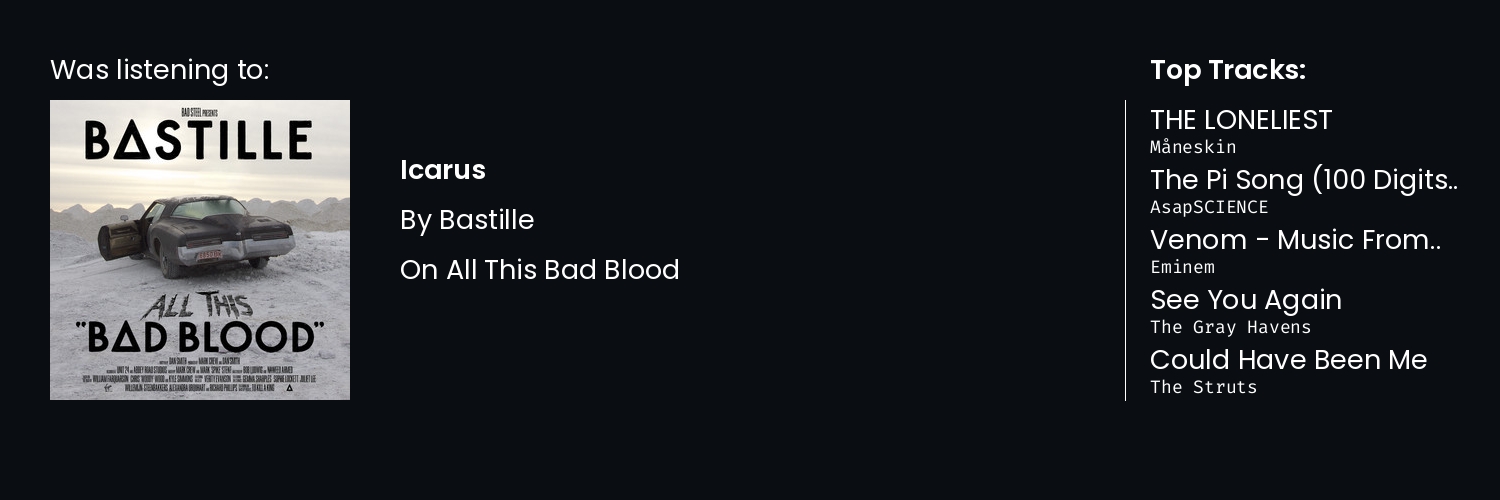 Was listening to:
BAD STEEL PRESENTS
BASTILLE
ALL THIS
"BAD BLOOD"
Icarus
By Bastille
On All This Bad Blood
Top Tracks:
THE LONELIEST
Måneskin
The Pi Song (100 Digits..
AsapSCIENCE
Venom - Music From..
Eminem
See You Again
The Gray Havens
Could Have Been Me
The Struts